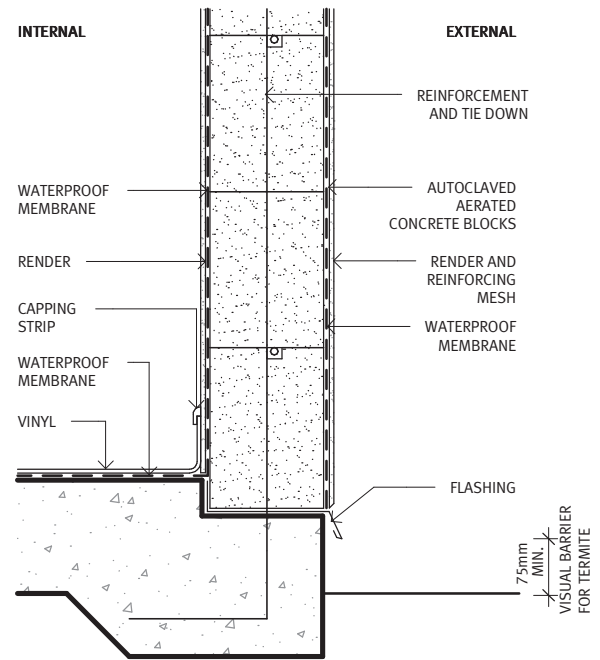 INTERNAL
EXTERNAL
REINFORCEMENT
AND TIE DOWN
WATERPROOF
MEMBRANE
AUTOCLAVED
AERATED
CONCRETE BLOCKS
RENDER
RENDER AND
REINFORCING
MESH
CAPPING
STRIP
WATERPROOF
MEMBRANE
WATERPROOF
MEMBRANE
VINYL
FLASHING
75mm
MIN.
VISUAL BARRIER
FOR TERMITE